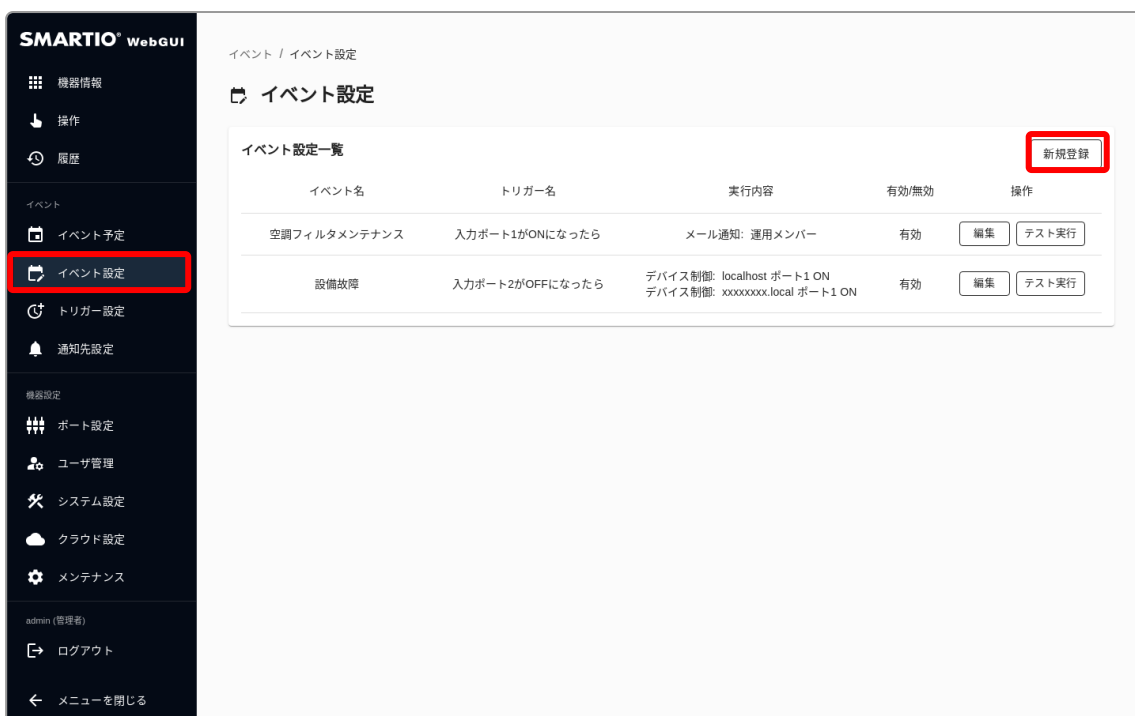 SMARTIO® WebGUI
機器情報
操作
履歴
イベント
イベント予定
イベント設定
トリガー設定
通知先設定
機器設定
ポート設定
ユーザ管理
システム設定
クラウド設定
メンテナンス
admin (管理者)
ログアウト
メニューを閉じる
イベント / イベント設定
イベント設定
イベント設定一覧
新規登録
イベント名 トリガー名 実行内容 有効/無効 操作
空調フィルタメンテナンス 入力ポート1がONになったら メール通知: 運用メンバー 有効 編集 テスト実行
設備故障 入力ポート2がOFFになったら デバイス制御: localhost ポート1 ON 有効 編集 テスト実行
デバイス制御: xxxxxxxx.local ポート1 ON